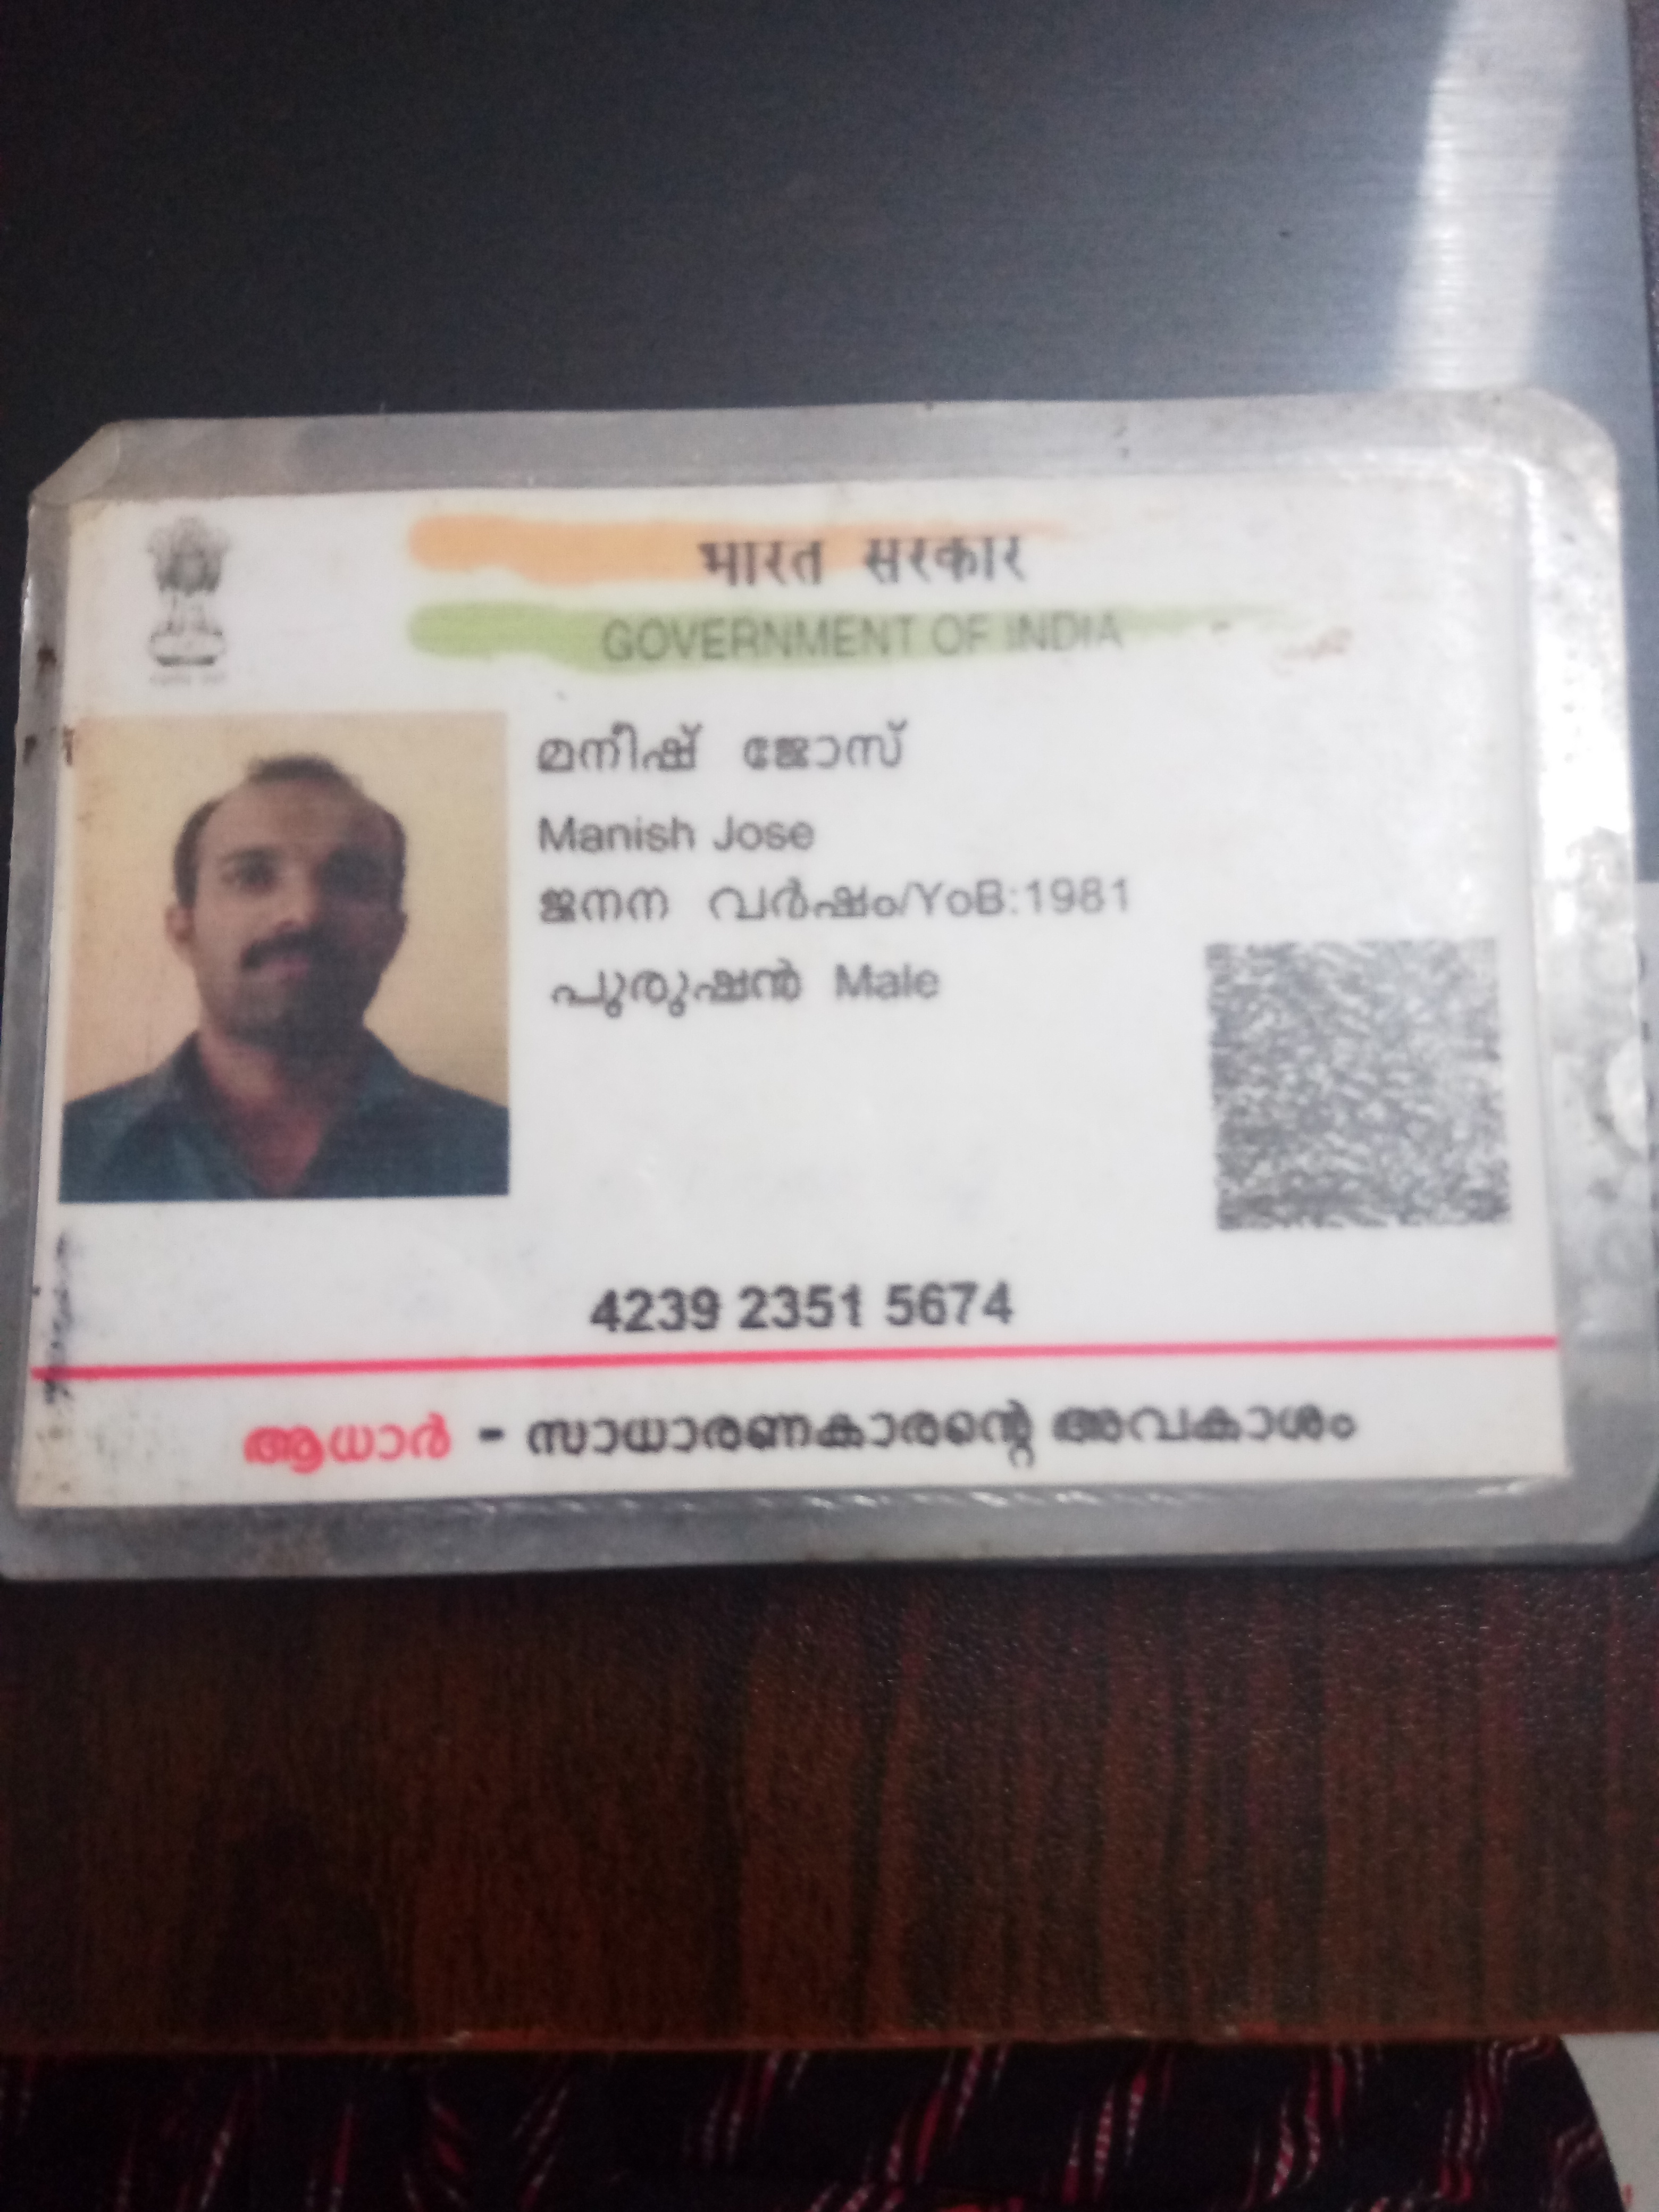 भारत सरकार
GOVERNMENT OF INDIA
മനീഷ് ജോസ്
Manish Jose
ജനന വർഷം/YoB:1981
പുരുഷൻ Male
4239 2351 5674
ആധാർ - സാധാരണകാരന്റെ അവകാശം